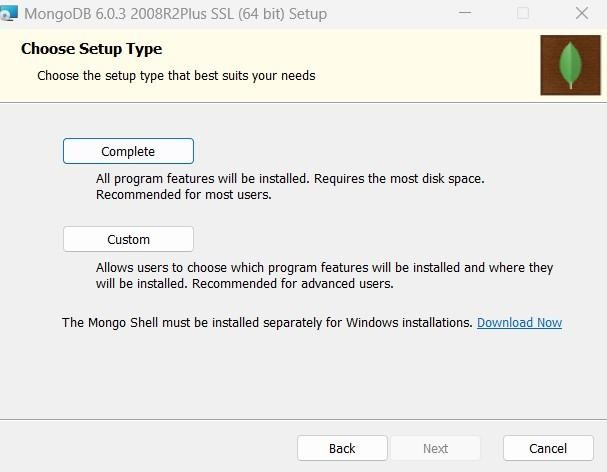 MongoDB 6.0.3 2008R2Plus SSL (64 bit) Setup
Choose Setup Type
Choose the setup type that best suits your needs
Complete
All program features will be installed. Requires the most disk space.
Recommended for most users.
Custom
Allows users to choose which program features will be installed and where they
will be installed. Recommended for advanced users.
The Mongo Shell must be installed separately for Windows installations. Download Now
Back Next Cancel